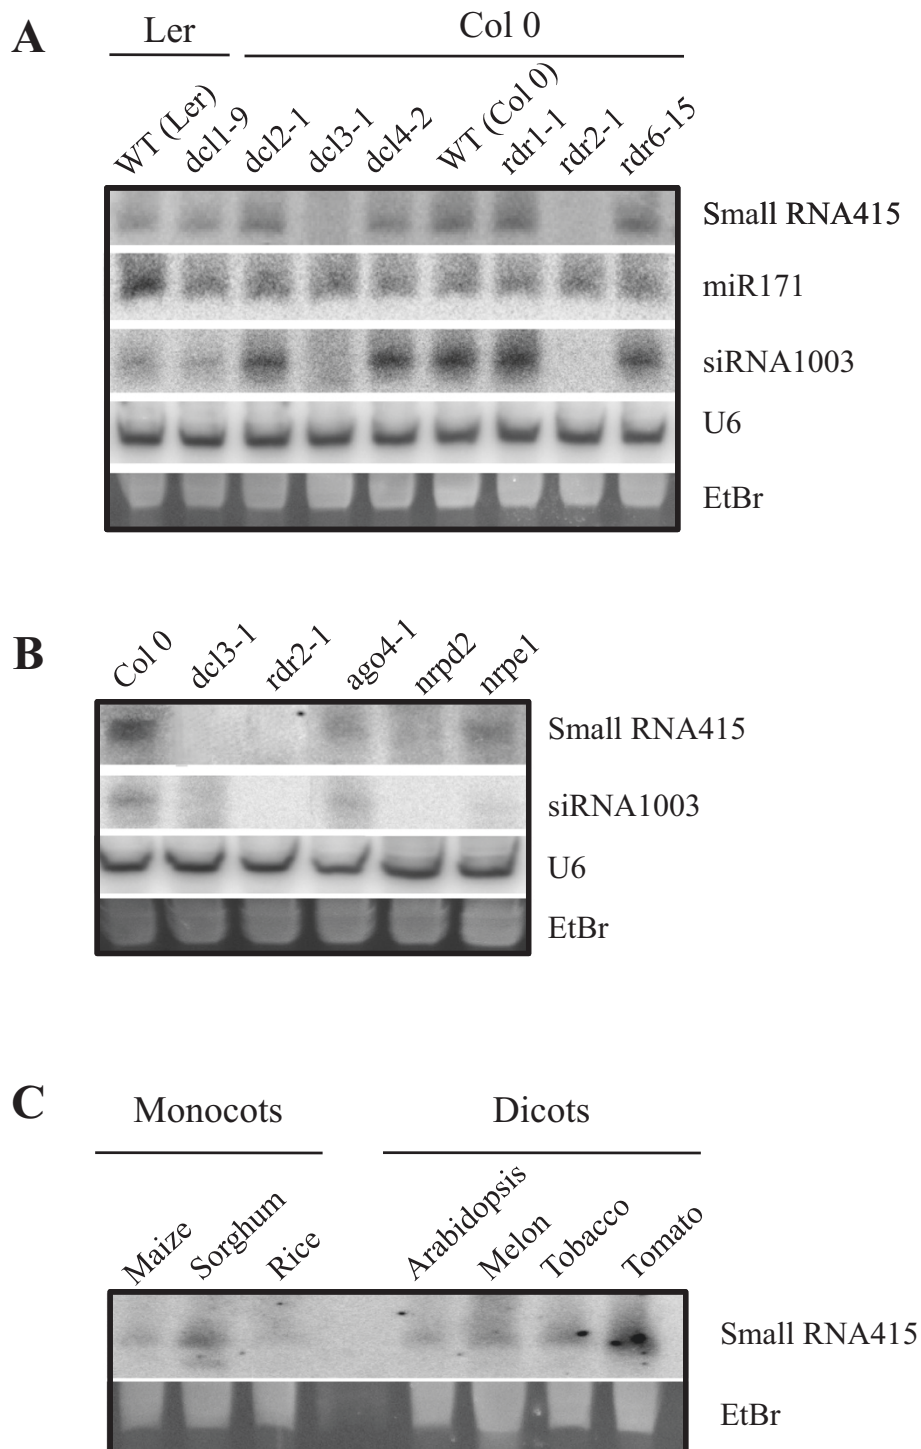 A
Ler
Col 0
WT (Ler)
dcl1-9
dcl2-1
dcl3-1
dcl4-2
WT (Col 0)
rdr1-1
rdr2-1
rdr6-15
Small RNA415
miR171
siRNA1003
U6
EtBr
B
Col 0
dcl3-1
rdr2-1
ago4-1
nrpd2
nrpe1
Small RNA415
siRNA1003
U6
EtBr
C
Monocots
Dicots
Maize
Sorghum
Rice
Arabidopsis
Melon
Tobacco
Tomato
Small RNA415
EtBr